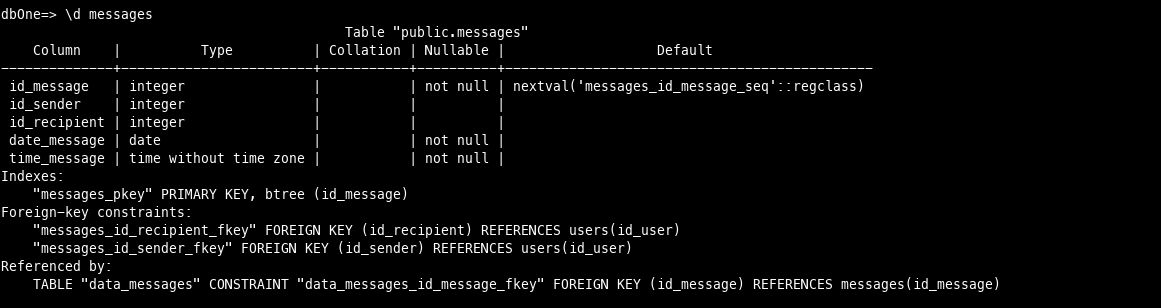 dbOne=> \d messages
                                           Table "public.messages"
    Column    |          Type          | Collation | Nullable |                   Default
--------------+------------------------+-----------+----------+----------------------------------------------
 id_message   | integer                |           | not null | nextval('messages_id_message_seq'::regclass)
 id_sender    | integer                |           |          |
 id_recipient | integer                |           |          |
 date_message | date                   |           | not null |
 time_message | time without time zone |           | not null |
Indexes:
    "messages_pkey" PRIMARY KEY, btree (id_message)
Foreign-key constraints:
    "messages_id_recipient_fkey" FOREIGN KEY (id_recipient) REFERENCES users(id_user)
    "messages_id_sender_fkey" FOREIGN KEY (id_sender) REFERENCES users(id_user)
Referenced by:
    TABLE "data_messages" CONSTRAINT "data_messages_id_message_fkey" FOREIGN KEY (id_message) REFERENCES messages(id_message)